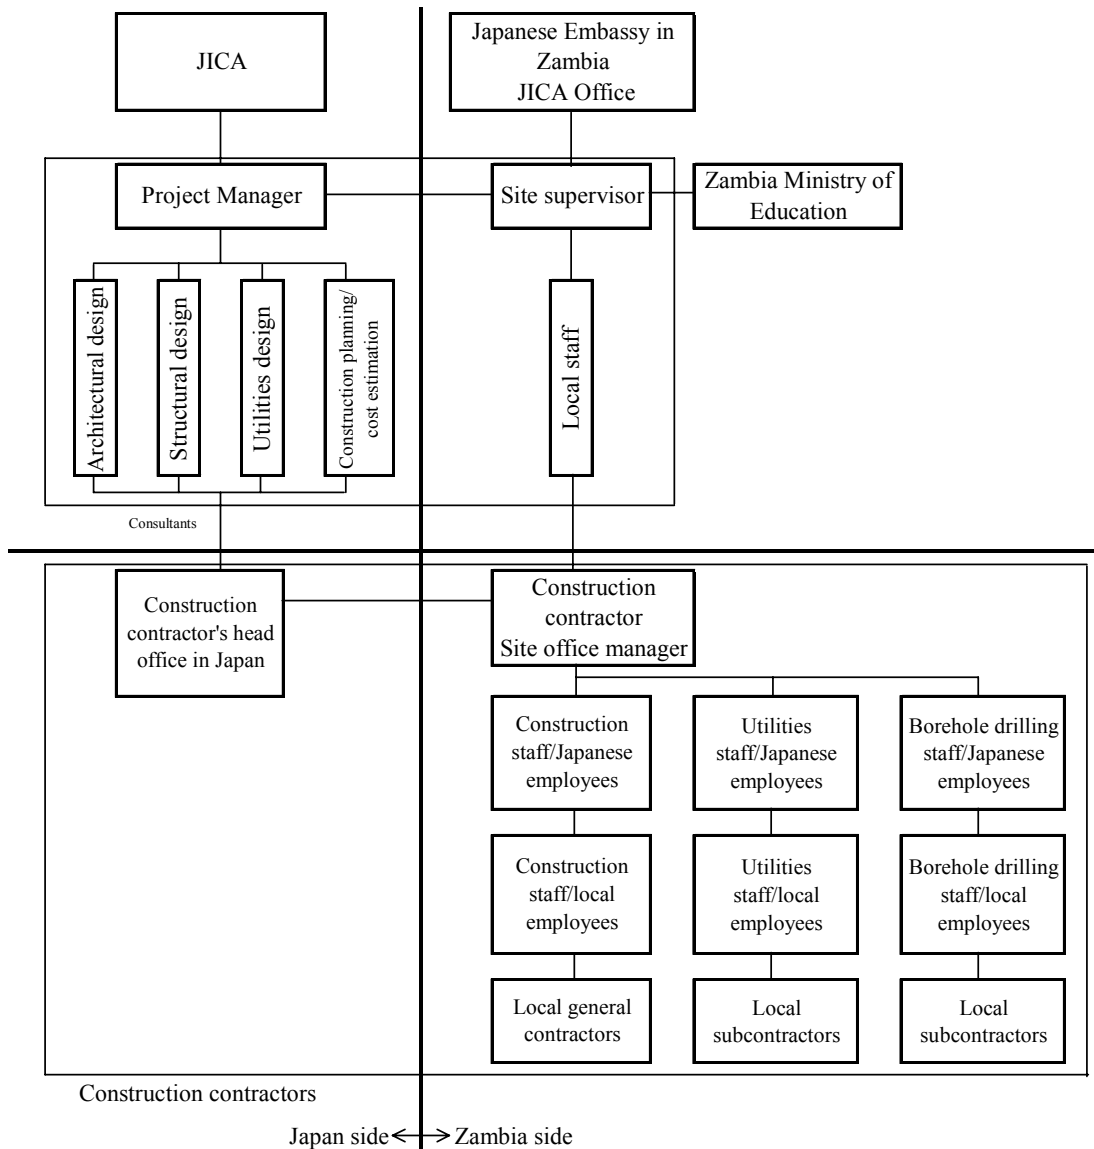 JICA
Japanese Embassy in
Zambia
JICA Office
Project Manager
Site supervisor
Zambia Ministry of
Education
Architectural design
Structural design
Utilities design
Construction planning/
cost estimation
Local staff
Consultants
Construction
contractor's head
office in Japan
Construction
contractor
Site office manager
Construction
staff/Japanese
employees
Utilities
staff/Japanese
employees
Borehole drilling
staff/Japanese
employees
Construction
staff/local
employees
Utilities
staff/local
employees
Borehole drilling
staff/local
employees
Local general
contractors
Local
subcontractors
Local
subcontractors
Construction contractors
Japan side
Zambia side